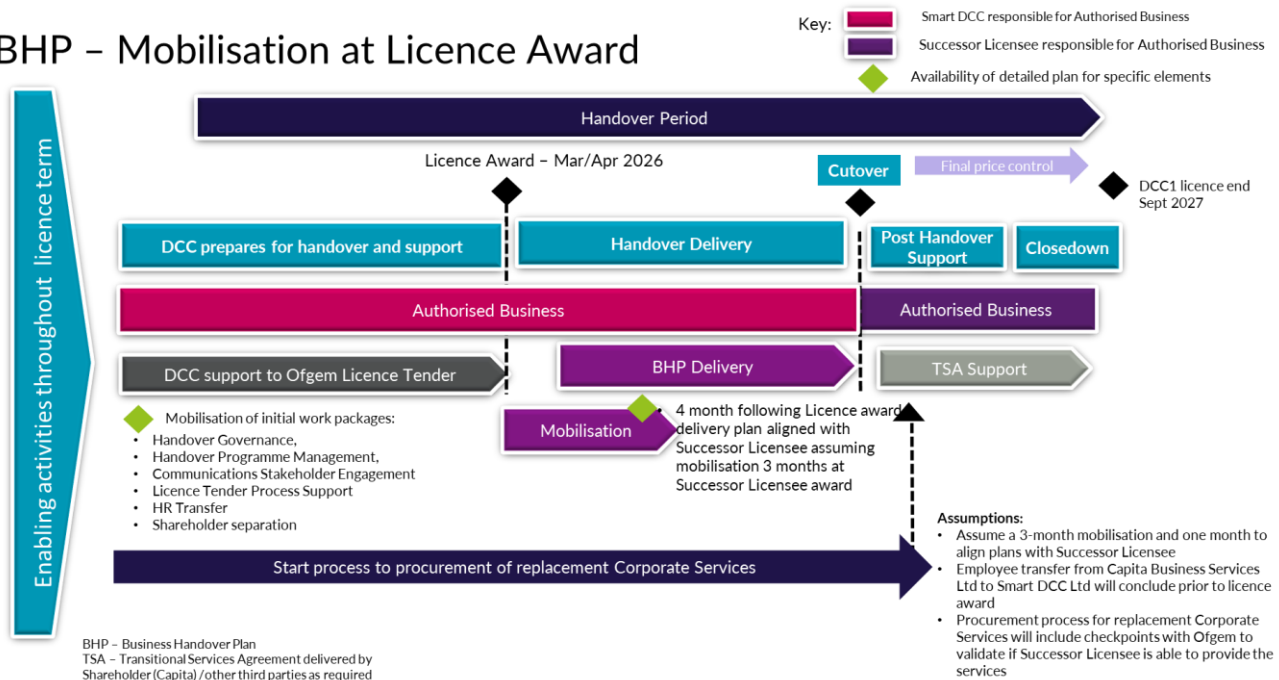 BHP – Mobilisation at Licence Award
Key:
Smart DCC responsible for Authorised Business
Successor Licensee responsible for Authorised Business
Availability of detailed plan for specific elements
Enabling activities throughout licence term
Handover Period
Licence Award – Mar/Apr 2026
Cutover
Final price control
DCC1 licence end
Sept 2027
DCC prepares for handover and support
Handover Delivery
Post Handover
Support
Closedown
Authorised Business
Authorised Business
DCC support to Ofgem Licence Tender
BHP Delivery
TSA Support
Mobilisation of initial work packages:
• Handover Governance,
• Handover Programme Management,
• Communications Stakeholder Engagement
• Licence Tender Process Support
• HR Transfer
• Shareholder separation
Mobilisation
• 4 month following Licence award
delivery plan aligned with
Successor Licensee assuming
mobilisation 3 months at
Successor Licensee award
Start process to procurement of replacement Corporate Services
Assumptions:
• Assume a 3-month mobilisation and one month to
align plans with Successor Licensee
• Employee transfer from Capita Business Services
Ltd to Smart DCC Ltd will conclude prior to licence
award
• Procurement process for replacement Corporate
Services will include checkpoints with Ofgem to
validate if Successor Licensee is able to provide the
services
BHP – Business Handover Plan
TSA – Transitional Services Agreement delivered by
Shareholder (Capita) /other third parties as required